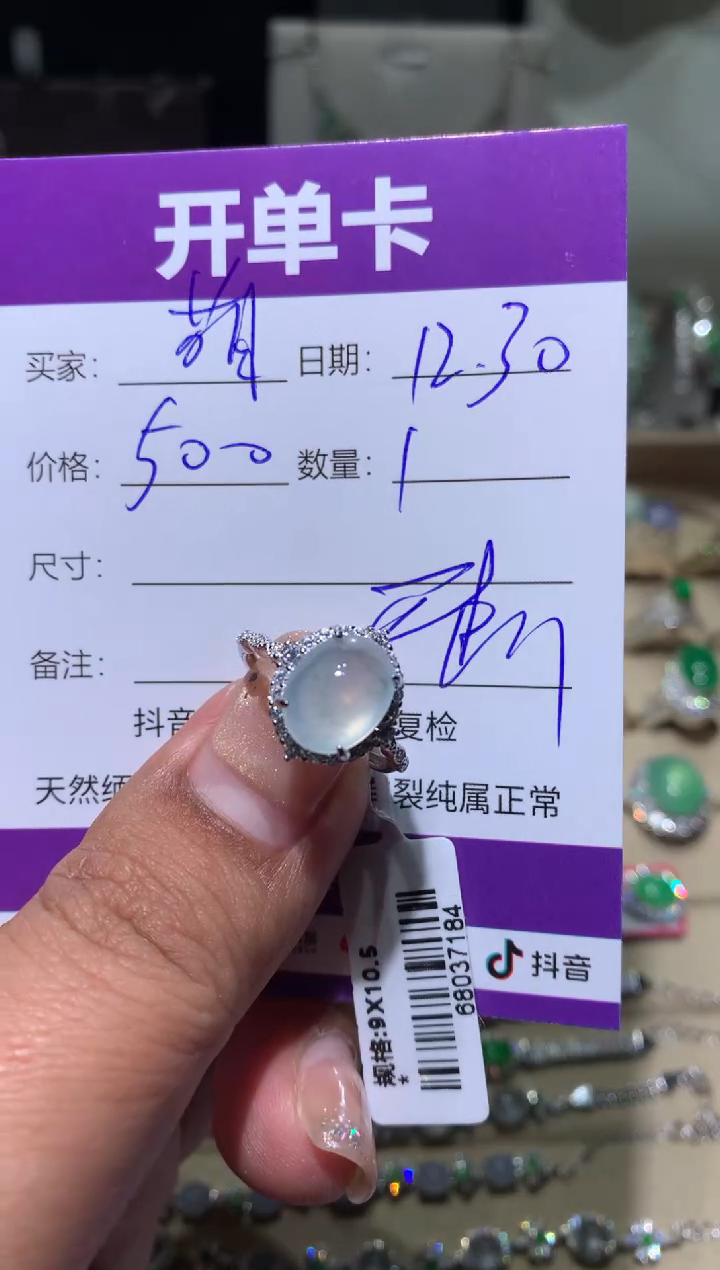 开单卡
买家： 日期：12.30
价格：500 数量：1
尺寸：
备注：
抖音 复检
天然缅 裂纯属正常
抖音
规格:9X10.5
*
68037184